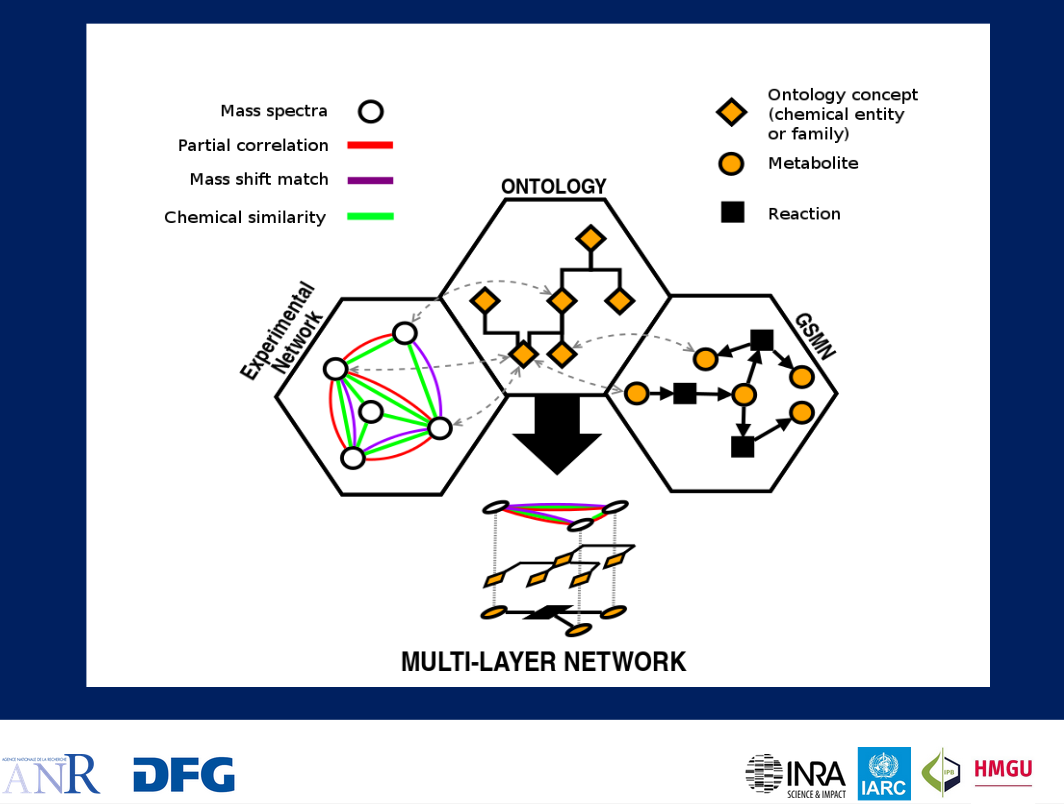 Mass spectra
Partial correlation
Mass shift match
Chemical similarity
Ontology concept
(chemical entity
or family)
Metabolite
Reaction
ONTOLOGY
Experimental
Network
GSMN
MULTI-LAYER NETWORK
AGENCE NATIONALE DE LA RECHERCHE
ANR
DFG
INRA
SCIENCE & IMPACT
IARC
IPB
HMGU